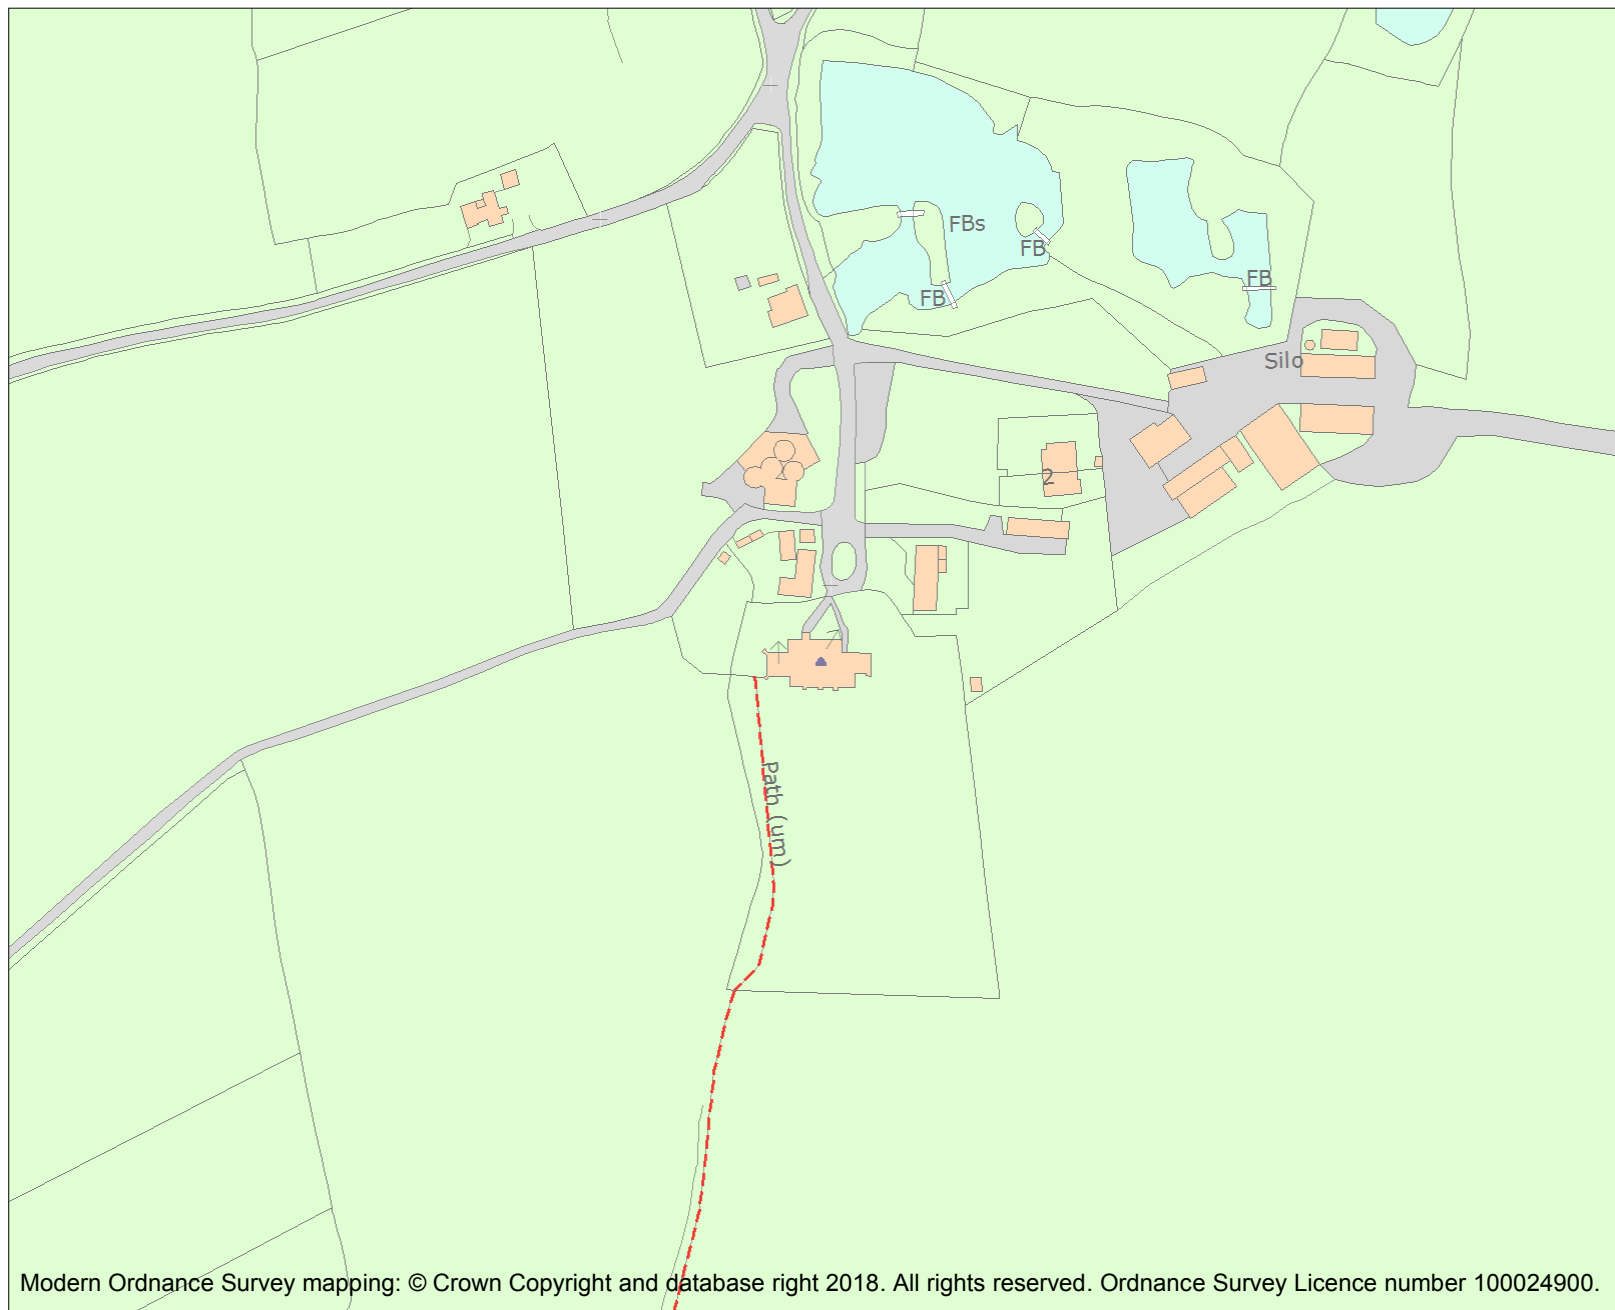 FBs
FB
FB
FB
Silo
2
Path (um)
Modern Ordnance Survey mapping: © Crown Copyright and database right 2018. All rights reserved. Ordnance Survey Licence number 100024900.